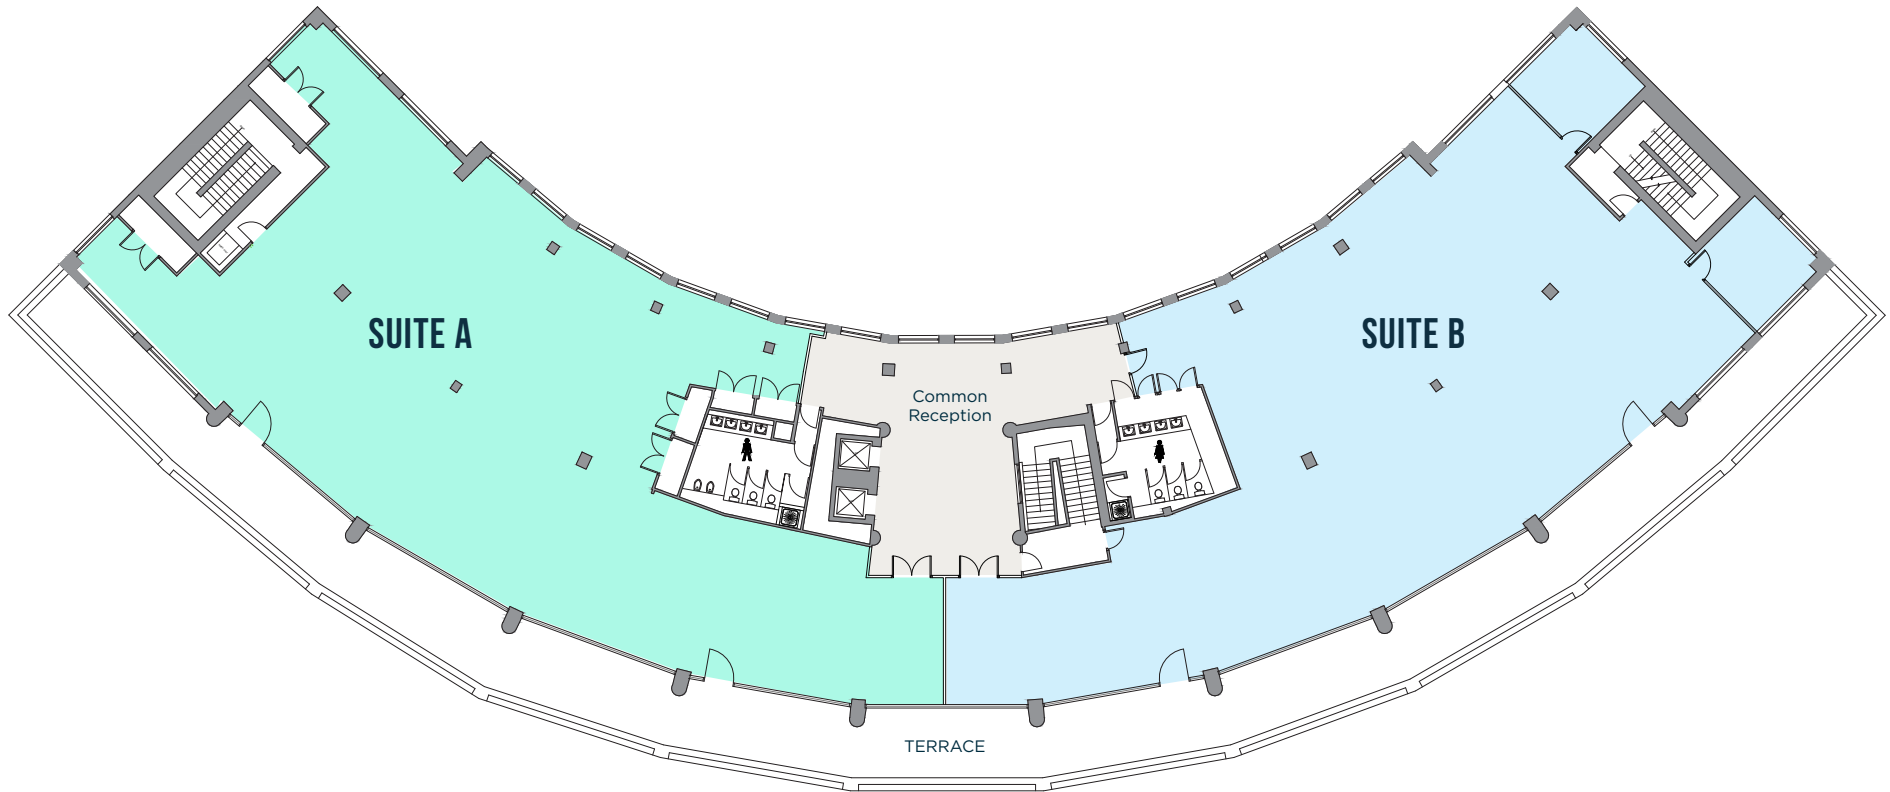 SUITE A
SUITE B
Common
Reception
TERRACE